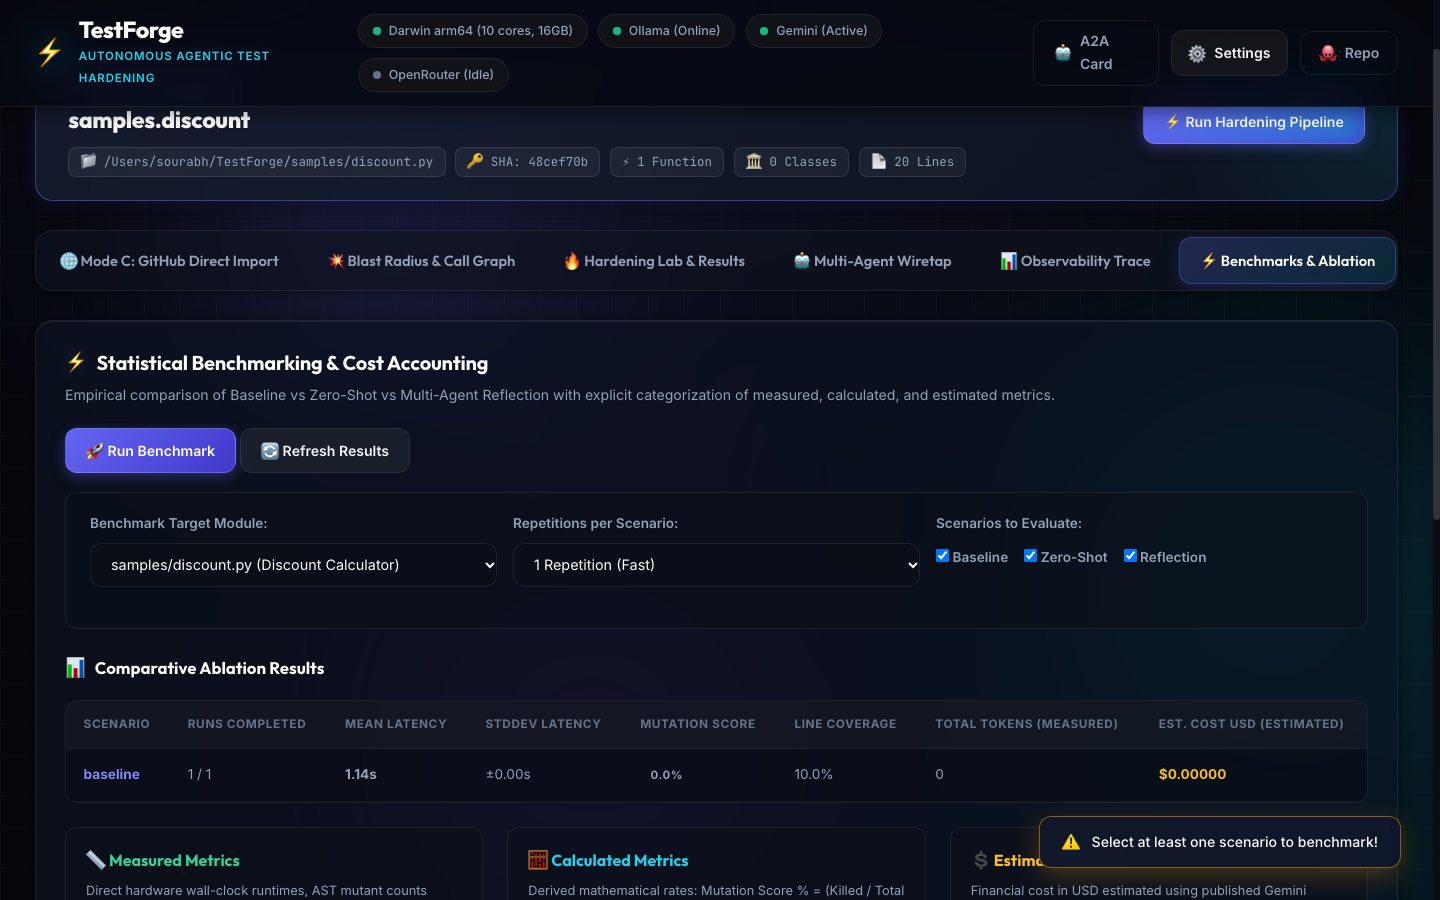 TestForge
AUTONOMOUS AGENTIC TEST
HARDENING
Darwin arm64 (10 cores, 16GB)
Ollama (Online)
Gemini (Active)
OpenRouter (Idle)
A2A
Card
Settings
Repo
samples.discount
Run Hardening Pipeline
/Users/sourabh/TestForge/samples/discount.py
SHA: 48cef70b
1 Function
0 Classes
20 Lines
Mode C: GitHub Direct Import
Blast Radius & Call Graph
Hardening Lab & Results
Multi-Agent Wiretap
Observability Trace
Benchmarks & Ablation
Statistical Benchmarking & Cost Accounting
Empirical comparison of Baseline vs Zero-Shot vs Multi-Agent Reflection with explicit categorization of measured, calculated, and estimated metrics.
Run Benchmark
Refresh Results
Benchmark Target Module:
Repetitions per Scenario:
Scenarios to Evaluate:
samples/discount.py (Discount Calculator)
1 Repetition (Fast)
Baseline
Zero-Shot
Reflection
Comparative Ablation Results
SCENARIO
RUNS COMPLETED
MEAN LATENCY
STDDEV LATENCY
MUTATION SCORE
LINE COVERAGE
TOTAL TOKENS (MEASURED)
EST. COST USD (ESTIMATED)
baseline
1 / 1
1.14s
±0.00s
0.0%
10.0%
0
$0.00000
Measured Metrics
Direct hardware wall-clock runtimes, AST mutant counts
Calculated Metrics
Derived mathematical rates: Mutation Score % = (Killed / Total
Financial cost in USD estimated using published Gemini
Select at least one scenario to benchmark!